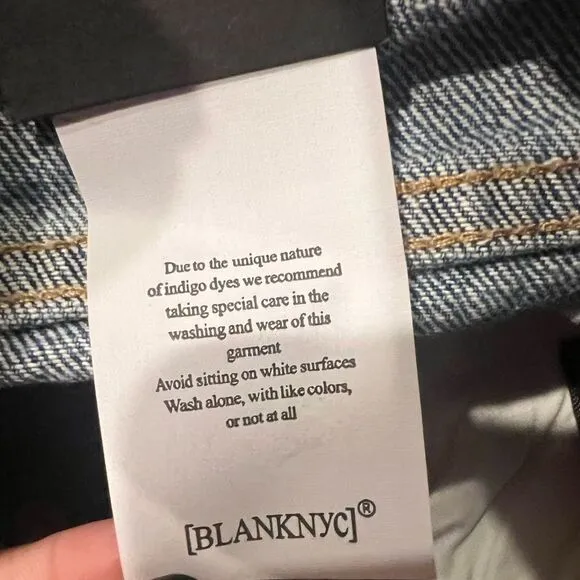 Due to the unique nature
of indigo dyes we recommend
taking special care in the
washing and wear of this
garment
Avoid sitting on white surfaces
Wash alone, with like colors,
or not at all
[BLANKNYC]®